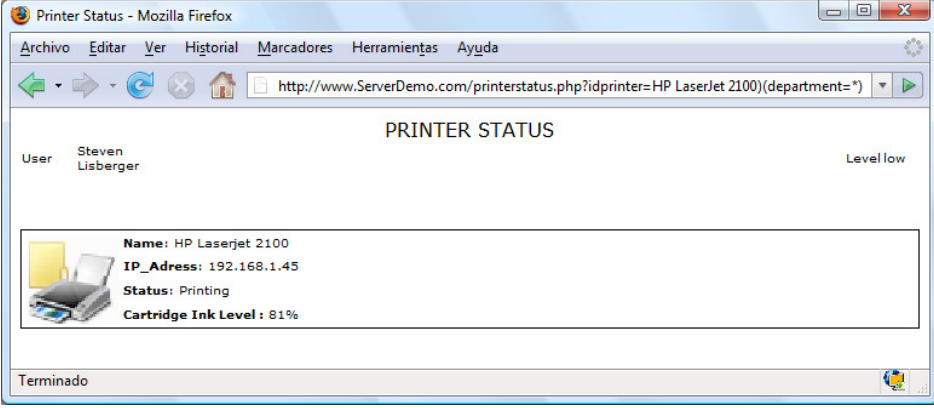 Printer Status - Mozilla Firefox
Archivo Editar Ver Historial Marcadores Herramientas Ayuda
http://www.ServerDemo.com/printerstatus.php?idprinter=HP LaserJet 2100)(department=*)
PRINTER STATUS
User Steven Lisberger Level low
Name: HP Laserjet 2100
IP_Adress: 192.168.1.45
Status: Printing
Cartridge Ink Level : 81%
Terminado